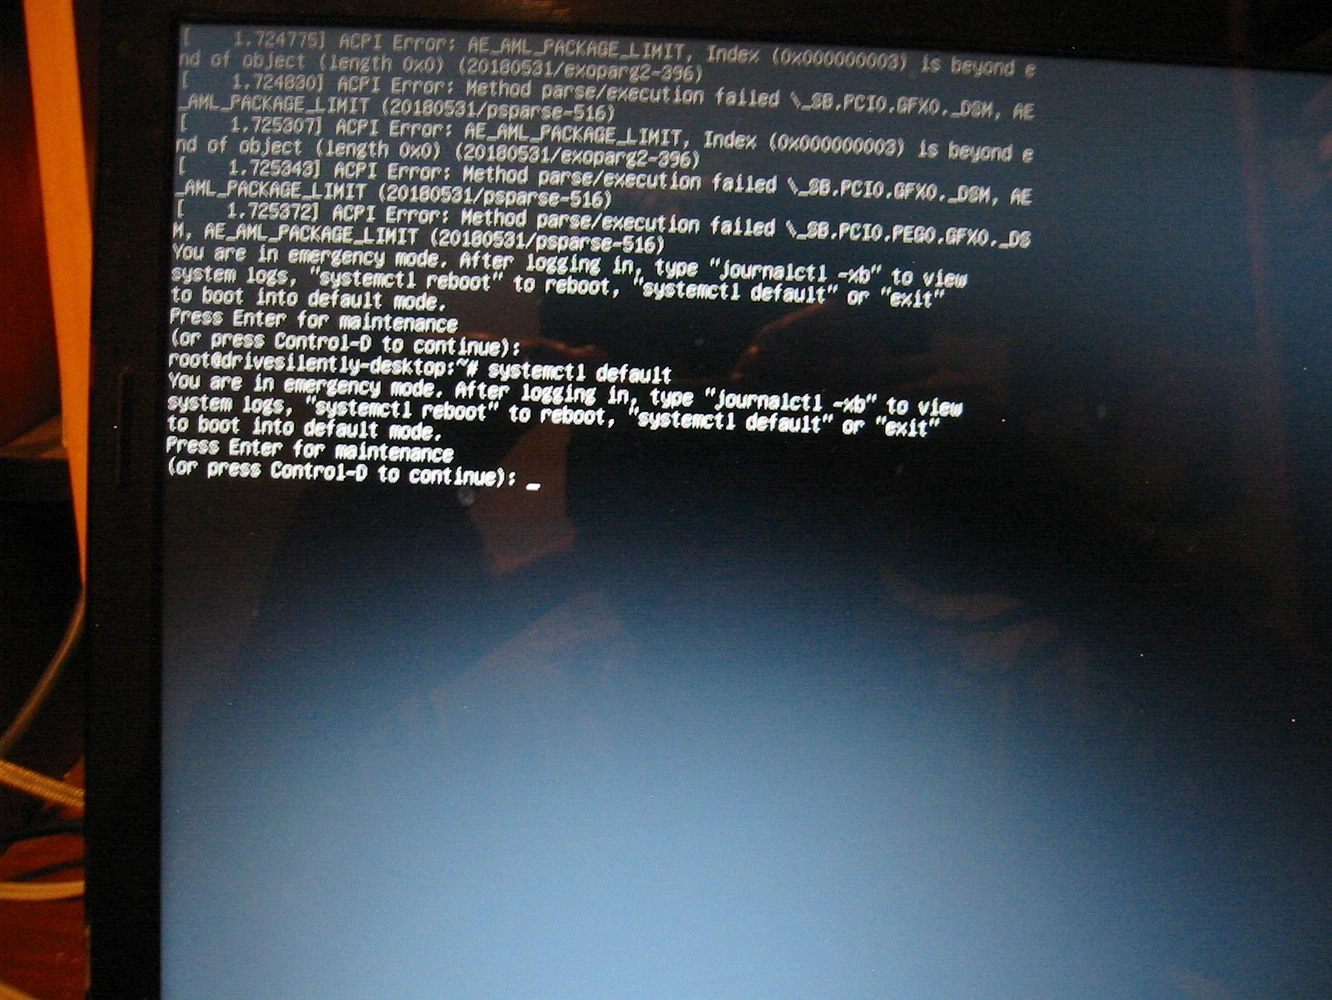 [    1.724775] ACPI Error: AE_AML_PACKAGE_LIMIT, Index (0x000000003) is beyond e
nd of object (length 0x0) (20180531/exoparg2-396)
[    1.724830] ACPI Error: Method parse/execution failed \_SB.PCI0.GFX0._DSM, AE
_AML_PACKAGE_LIMIT (20180531/psparse-516)
[    1.725307] ACPI Error: AE_AML_PACKAGE_LIMIT, Index (0x000000003) is beyond e
nd of object (length 0x0) (20180531/exoparg2-396)
[    1.725343] ACPI Error: Method parse/execution failed \_SB.PCI0.GFX0._DSM, AE
_AML_PACKAGE_LIMIT (20180531/psparse-516)
[    1.725372] ACPI Error: Method parse/execution failed \_SB.PCI0.PEG0.GFX0._DS
M, AE_AML_PACKAGE_LIMIT (20180531/psparse-516)
You are in emergency mode. After logging in, type "journalctl -xb" to view
system logs, "systemctl reboot" to reboot, "systemctl default" or "exit"
to boot into default mode.
Press Enter for maintenance
(or press Control-D to continue):
root@drivesilently-desktop:~# systemctl default
You are in emergency mode. After logging in, type "journalctl -xb" to view
system logs, "systemctl reboot" to reboot, "systemctl default" or "exit"
to boot into default mode.
Press Enter for maintenance
(or press Control-D to continue): _